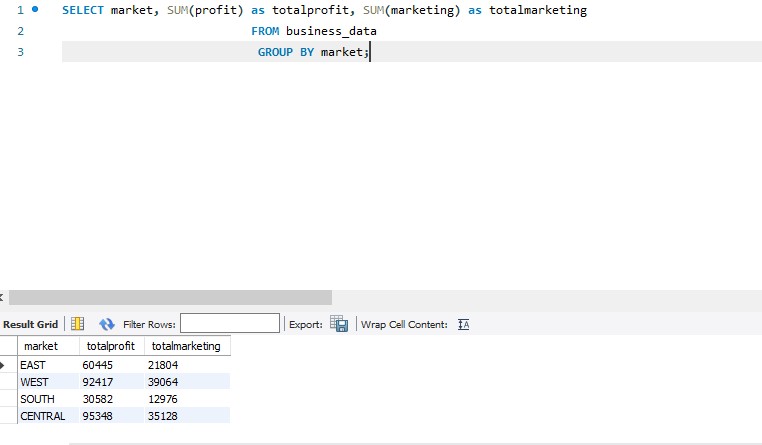 1 SELECT market, SUM(profit) as totalprofit, SUM(marketing) as totalmarketing
2 FROM business_data
3 GROUP BY market;
Result Grid Filter Rows: Export: Wrap Cell Content: IA
market totalprofit totalmarketing
EAST 60445 21804
WEST 92417 39064
SOUTH 30582 12976
CENTRAL 95348 35128